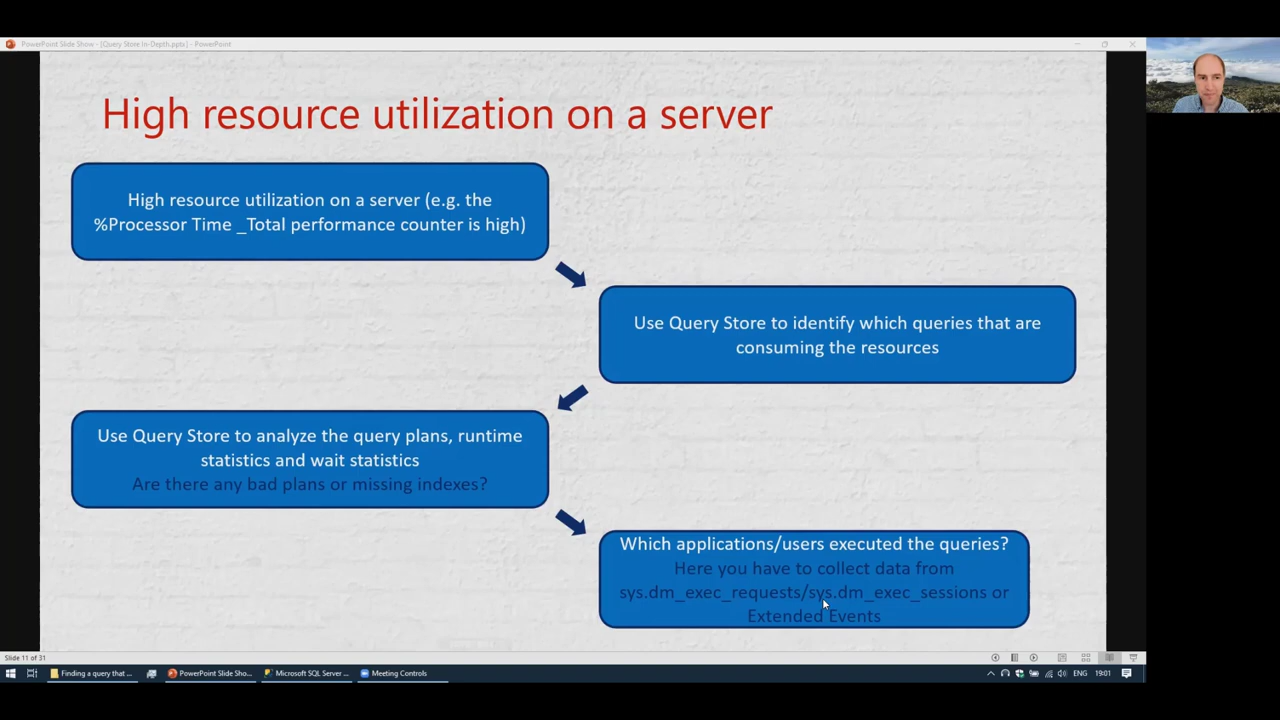 PowerPoint Slide Show - [Query Store In-Depth.pptx] - PowerPoint
High resource utilization on a server
High resource utilization on a server (e.g. the
%Processor Time _Total performance counter is high)
Use Query Store to identify which queries that are
consuming the resources
Use Query Store to analyze the query plans, runtime
statistics and wait statistics
Are there any bad plans or missing indexes?
Which applications/users executed the queries?
Here you have to collect data from
sys.dm_exec_requests/sys.dm_exec_sessions or
Extended Events
Slide 11 of 31
Finding a query that ...
PowerPoint Slide Sho...
Microsoft SQL Server ...
Meeting Controls
ENG
19:01